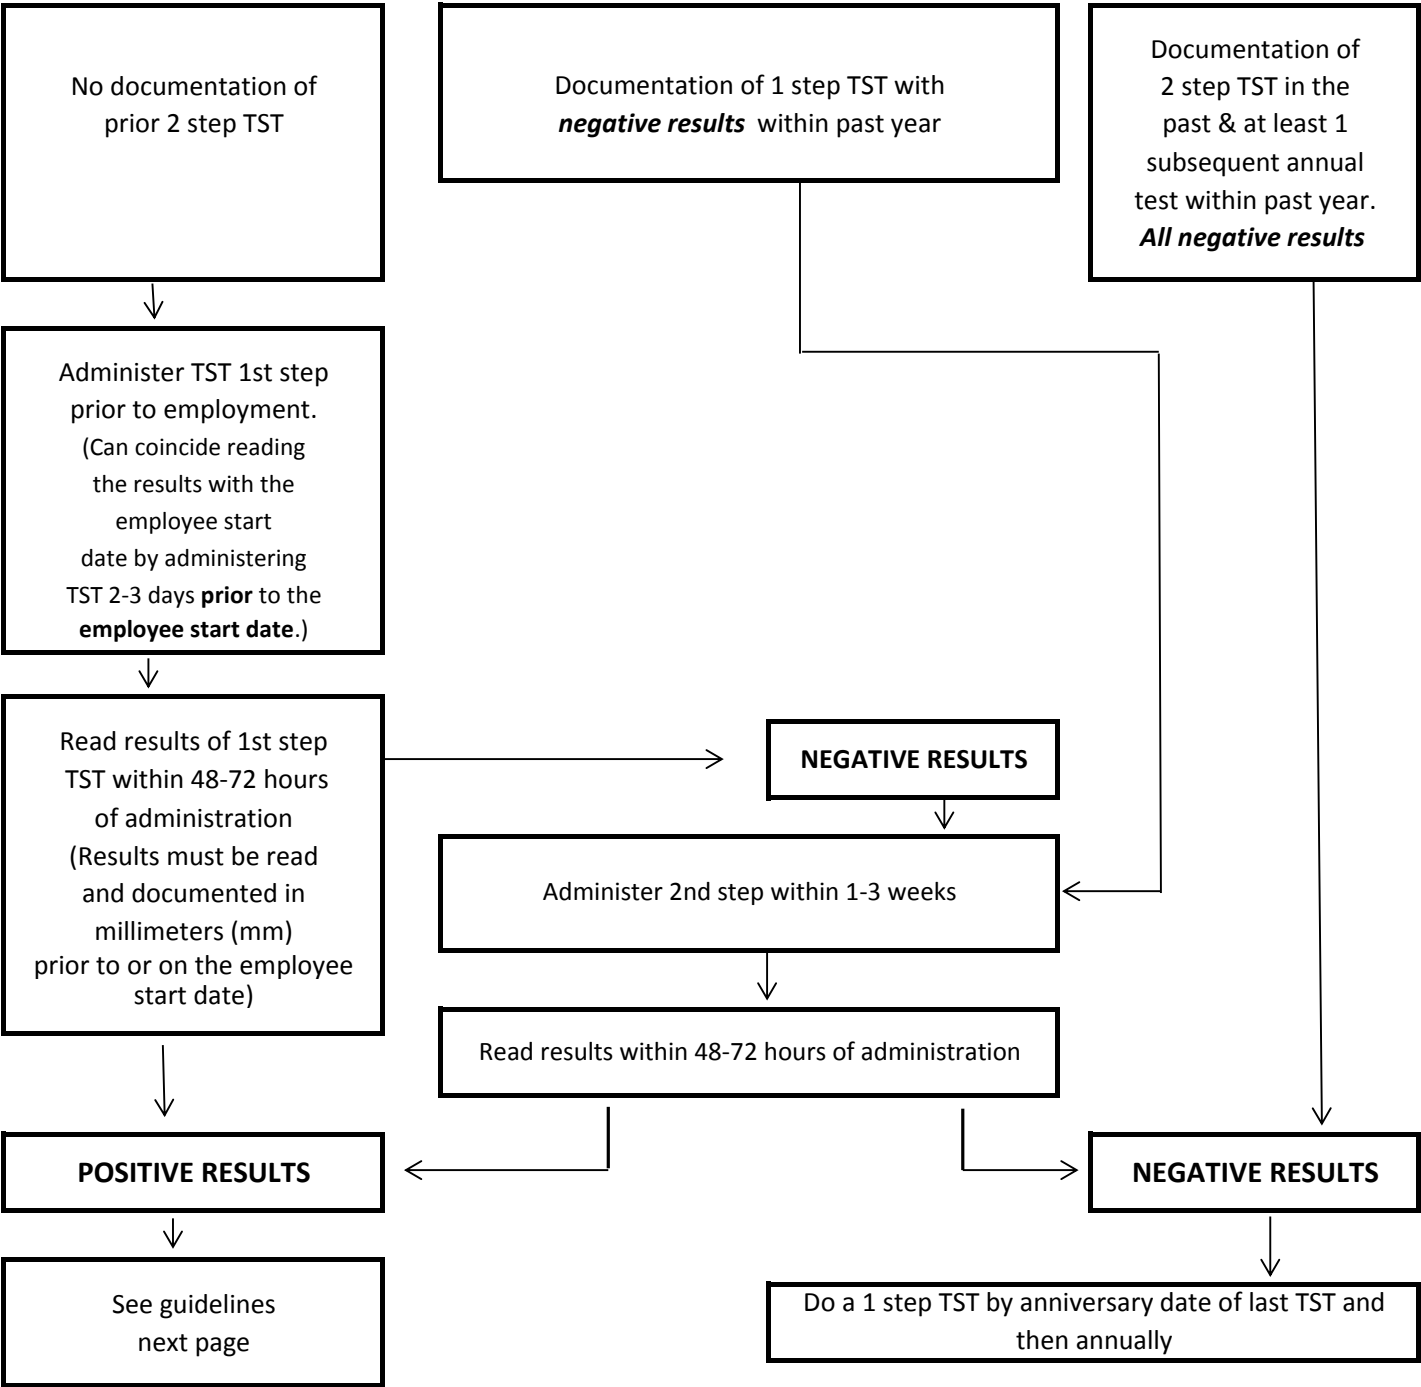 No documentation of
prior 2 step TST
Documentation of 1 step TST with
negative results within past year
Documentation of
2 step TST in the
past & at least 1
subsequent annual
test within past year.
All negative results
Administer TST 1st step
prior to employment.
(Can coincide reading
the results with the
employee start
date by administering
TST 2-3 days prior to the
employee start date.)
Read results of 1st step
TST within 48-72 hours
of administration
(Results must be read
and documented in
millimeters (mm)
prior to or on the employee
start date)
NEGATIVE RESULTS
Administer 2nd step within 1-3 weeks
Read results within 48-72 hours of administration
POSITIVE RESULTS
NEGATIVE RESULTS
See guidelines
next page
Do a 1 step TST by anniversary date of last TST and
then annually